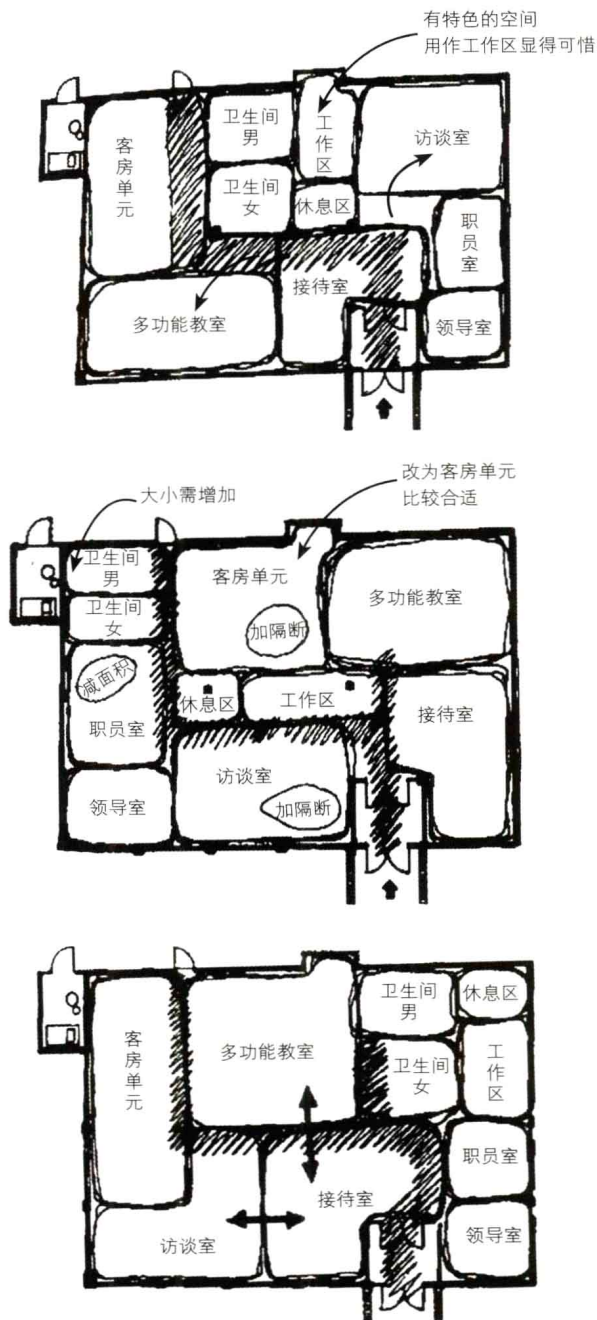 有特色的空间
用作工作区显得可惜
卫生间
男
工
作
区
访谈室
客
房
单
元
卫生间
女
休息区
职
员
室
接待室
多功能教室
领导室
大小需增加
改为客房单元
比较合适
卫生间
男
客房单元
多功能教室
卫生间
女
加隔断
减面积
休息区
工作区
接待室
职员室
访谈室
领导室
加隔断
卫生间
男
休息区
客
房
单
元
多功能教室
卫生间
女
工
作
区
职员室
接待室
访谈室
领导室